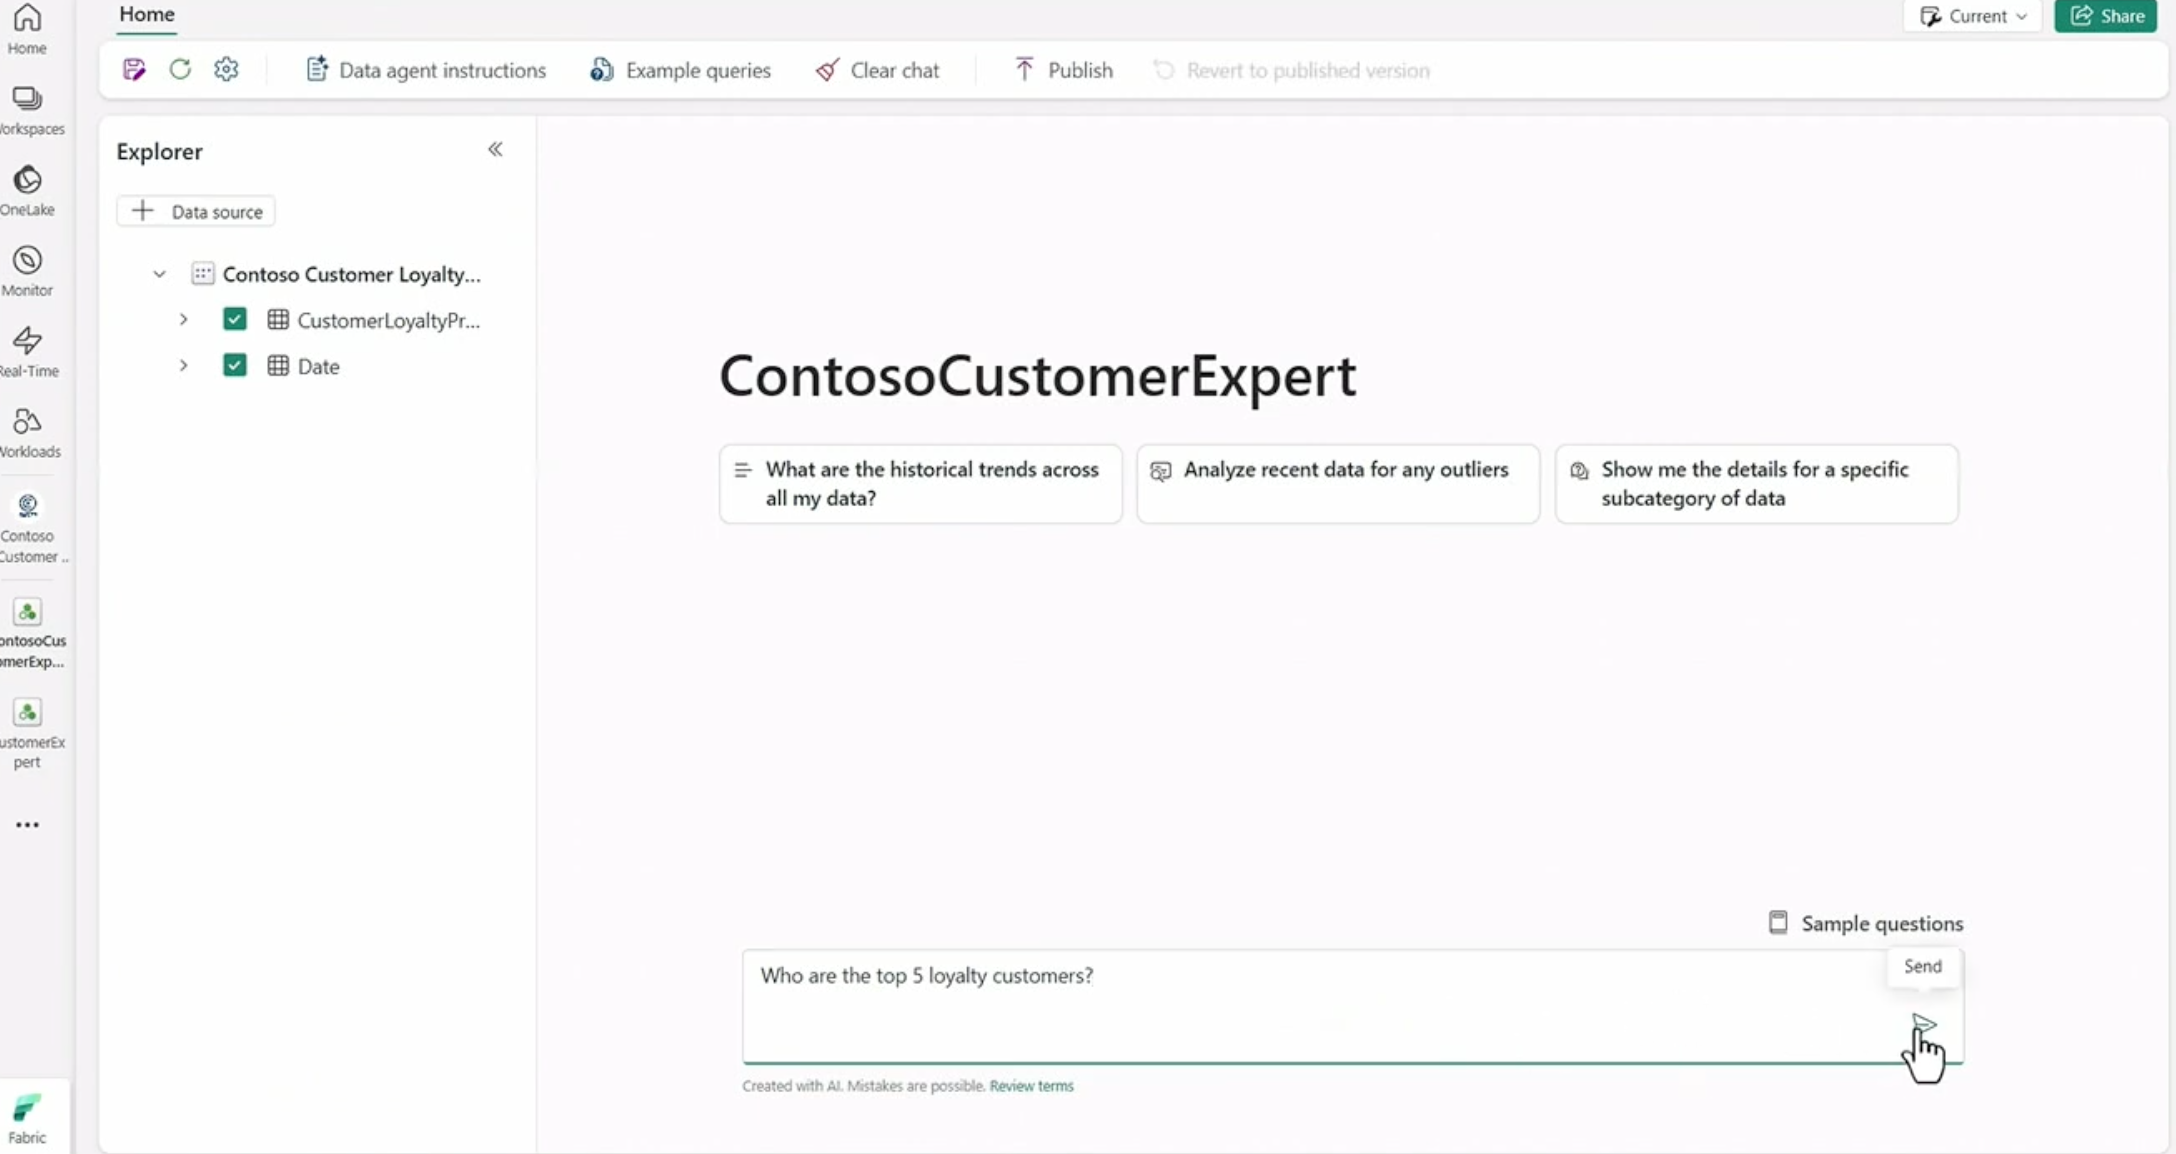 Home
Current
Share
Home
Data agent instructions
Example queries
Clear chat
Publish
Revert to published version
orkspaces
Explorer
OneLake
Data source
Monitor
Contoso Customer Loyalty...
CustomerLoyaltyPr...
Real-Time
Date
ContosoCustomerExpert
Workloads
What are the historical trends across
all my data?
Analyze recent data for any outliers
Show me the details for a specific
subcategory of data
Contoso
Customer ..
ontosoCus
omerExp...
ustomerEx
pert
Sample questions
Send
Who are the top 5 loyalty customers?
Created with AI. Mistakes are possible. Review terms
Fabric